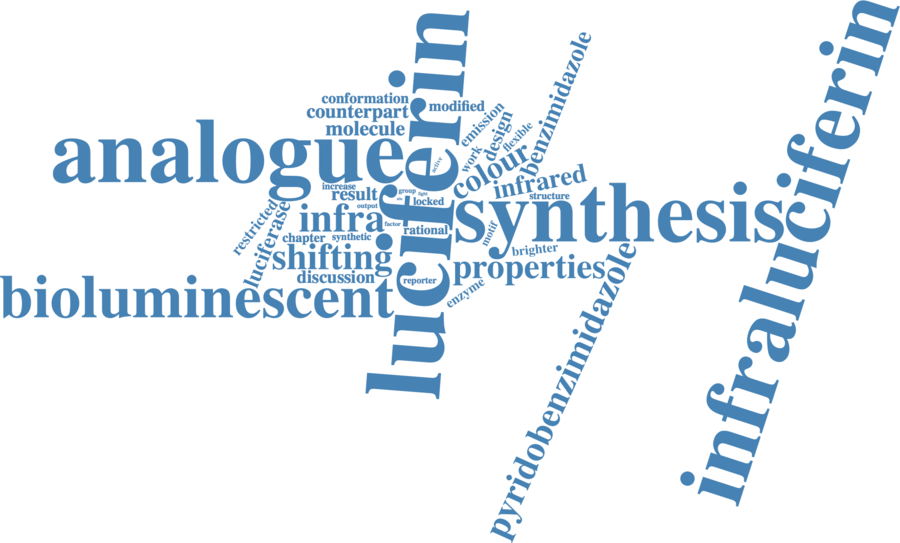 luciferin
infraluciferin
analogue
synthesis
bioluminescent
pyridobenzimidazole
benzimidazole
conformation
counterpart
molecule
modified
emission
design
flexible
work
colour
infrared
structure
active
increase
result
output
group
light
locked
factor
rational
infra
restricted
luciferase
chapter
synthetic
shifting
discussion
reporter
enzyme
motif
brighter
properties